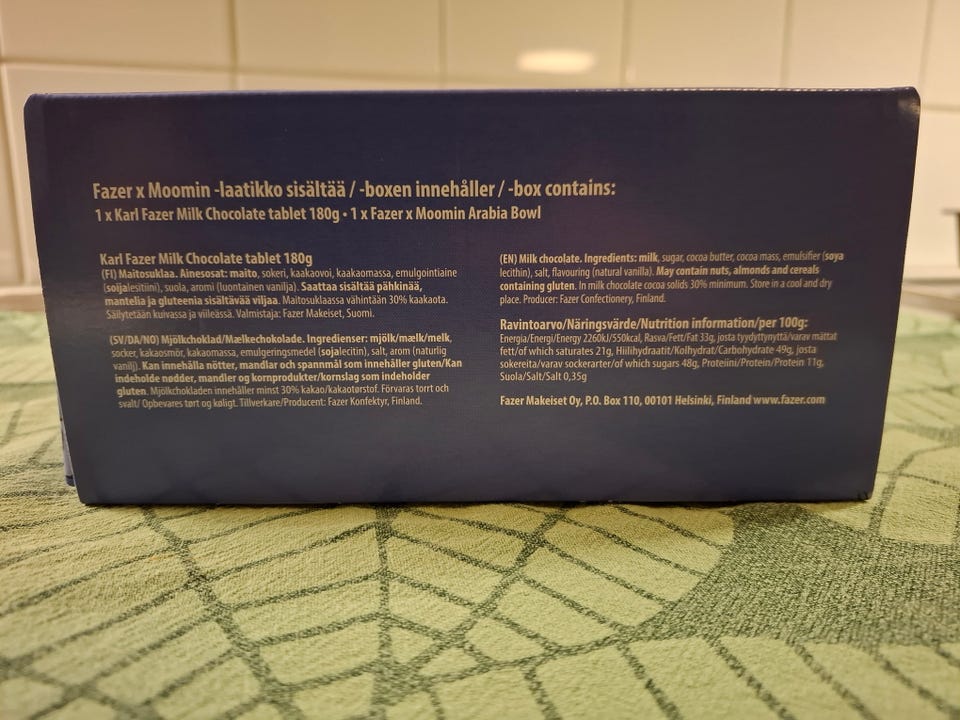 Fazer x Moomin -laatikko sisältää / -boxen innehåller / -box contains:
1 x Karl Fazer Milk Chocolate tablet 180g • 1 x Fazer x Moomin Arabia Bowl
Karl Fazer Milk Chocolate tablet 180g
(FI) Maitosuklaa. Ainesosat: maito, sokeri, kaakaovoi, kaakaomassa, emulgointiaine
(soijalesitiini), suola, aromi (luontainen vanilja). Saattaa sisältää pähkinää,
mantelia ja gluteenia sisältävää viljaa. Maitosuklaassa vähintään 30% kaakaota.
Säilytetään kuivassa ja viileässä. Valmistaja: Fazer Makeiset, Suomi.
(SV/DA/NO) Mjölkchoklad/Mælkechokolade. Ingredienser: mjölk/mælk/melk,
socker, kakaosmör, kakaomassa, emulgeringsmedel (sojalecitin), salt, arom (naturlig
vanilj). Kan innehålla nötter, mandlar och spannmål som innehåller gluten/Kan
indeholde nødder, mandler og kornprodukter/kornslag som indeholder
gluten. Mjölkchokladen innehåller minst 30% kakao/kakaotørstof. Förvaras torrt och
svalt/ Opbevares tørt og køligt. Tillverkare/Producent: Fazer Konfektyr, Finland.
(EN) Milk chocolate. Ingredients: milk, sugar, cocoa butter, cocoa mass, emulsifier (soya
lecithin), salt, flavouring (natural vanilla). May contain nuts, almonds and cereals
containing gluten. In milk chocolate cocoa solids 30% minimum. Store in a cool and dry
place. Producer: Fazer Confectionery, Finland.
Ravintoarvo/Näringsvärde/Nutrition information/per 100g:
Energia/Energi/Energy 2260kJ/550kcal, Rasva/Fett/Fat 33g, josta tyydyttynyttä/varav mättat
fett/of which saturates 21g, Hiilihydraatit/Kolhydrat/Carbohydrate 49g, josta
sokereita/varav sockerarter/of which sugars 48g, Proteiini/Protein/Protein 11g,
Suola/Salt/Salt 0,35g
Fazer Makeiset Oy, P.O. Box 110, 00101 Helsinki, Finland www.fazer.com